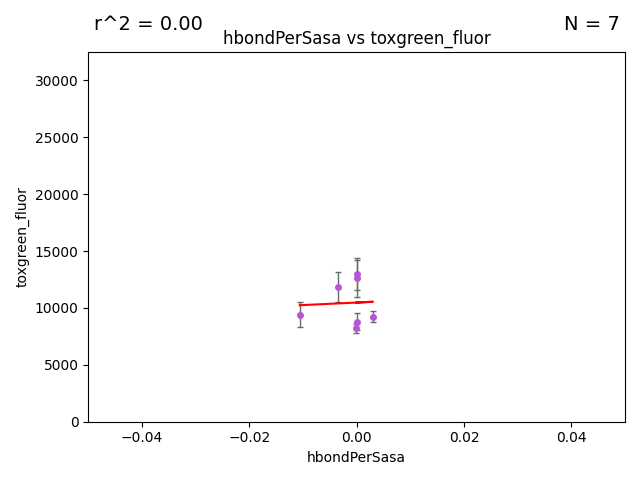 r^2 = 0.00
N = 7
hbondPerSasa vs toxgreen_fluor
30000
25000
20000
15000
10000
5000
0
toxgreen_fluor
−0.04
−0.02
0.00
0.02
0.04
hbondPerSasa